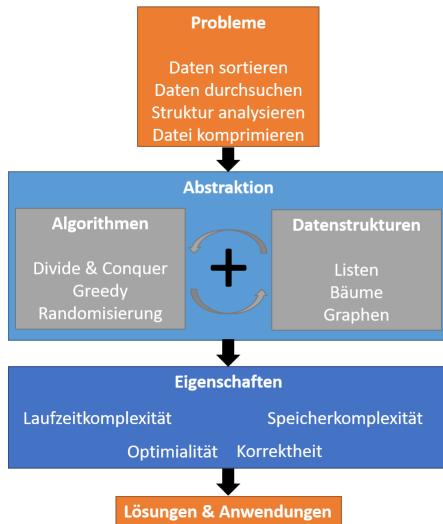 Probleme
Daten sortieren
Daten durchsuchen
Struktur analysieren
Datei komprimieren
Abstraktion
Algorithmen
Divide & Conquer
Greedy
Randomisierung
+
Datenstrukturen
Listen
Bäume
Graphen
Eigenschaften
Laufzeitkomplexität Speicherkomplexität
Optimialität Korrektheit
Lösungen & Anwendungen